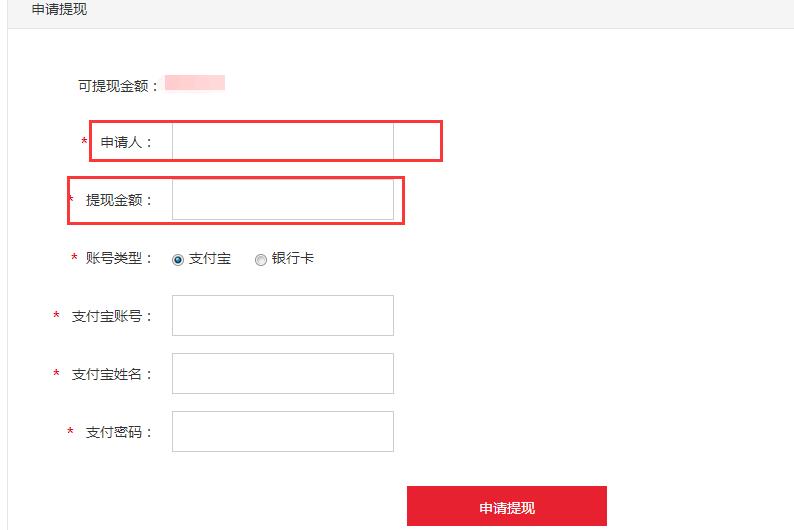 申请提现
可提现金额：
* 申请人：
* 提现金额：
* 账号类型： 支付宝 银行卡
* 支付宝账号：
* 支付宝姓名：
* 支付密码：
申请提现